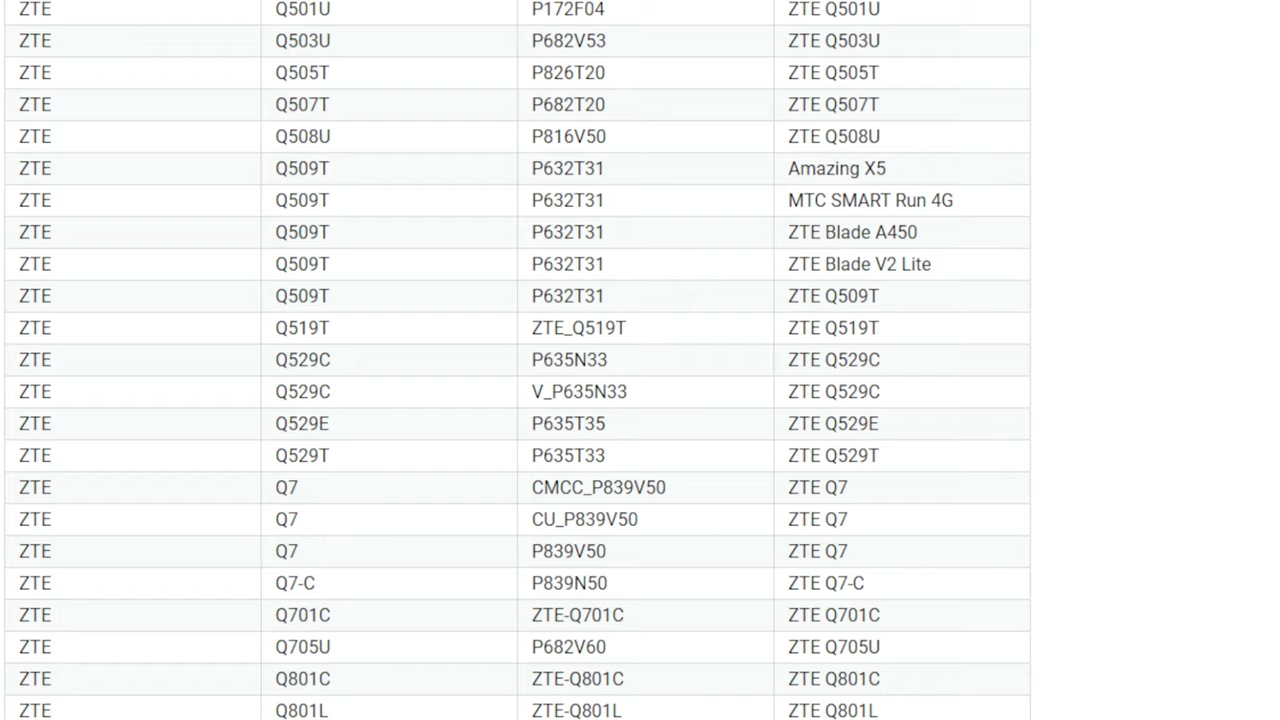 ZTE Q501U P172F04 ZTE Q501U
ZTE Q503U P682V53 ZTE Q503U
ZTE Q505T P826T20 ZTE Q505T
ZTE Q507T P682T20 ZTE Q507T
ZTE Q508U P816V50 ZTE Q508U
ZTE Q509T P632T31 Amazing X5
ZTE Q509T P632T31 MTC SMART Run 4G
ZTE Q509T P632T31 ZTE Blade A450
ZTE Q509T P632T31 ZTE Blade V2 Lite
ZTE Q509T P632T31 ZTE Q509T
ZTE Q519T ZTE_Q519T ZTE Q519T
ZTE Q529C P635N33 ZTE Q529C
ZTE Q529C V_P635N33 ZTE Q529C
ZTE Q529E P635T35 ZTE Q529E
ZTE Q529T P635T33 ZTE Q529T
ZTE Q7 CMCC_P839V50 ZTE Q7
ZTE Q7 CU_P839V50 ZTE Q7
ZTE Q7 P839V50 ZTE Q7
ZTE Q7-C P839N50 ZTE Q7-C
ZTE Q701C ZTE-Q701C ZTE Q701C
ZTE Q705U P682V60 ZTE Q705U
ZTE Q801C ZTE-Q801C ZTE Q801C
ZTE Q801L ZTE-Q801L ZTE Q801L